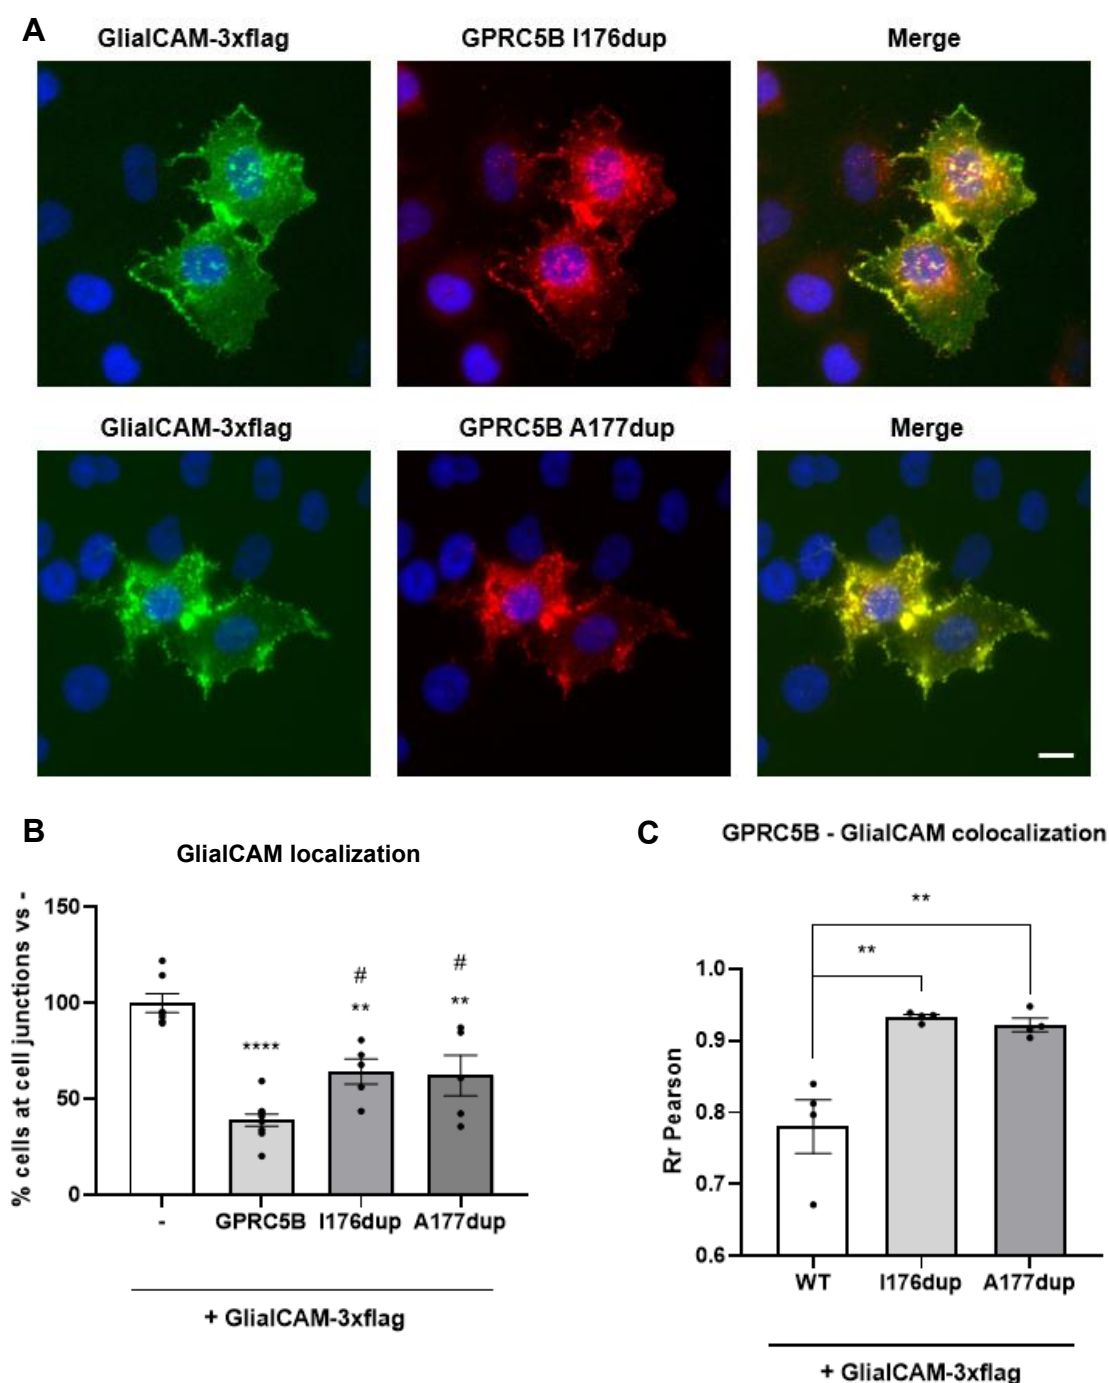 A
GlialCAM-3xflag GPRC5B I176dup Merge
GlialCAM-3xflag GPRC5B A177dup Merge
B
GlialCAM localization
% cells at cell junctions vs -
150
100
50
0
****
#
**
#
**
- GPRC5B I176dup A177dup
+ GlialCAM-3xflag
C
GPRC5B - GlialCAM colocalization
Rr Pearson
1.0
0.9
0.8
0.7
0.6
**
**
WT I176dup A177dup
+ GlialCAM-3xflag